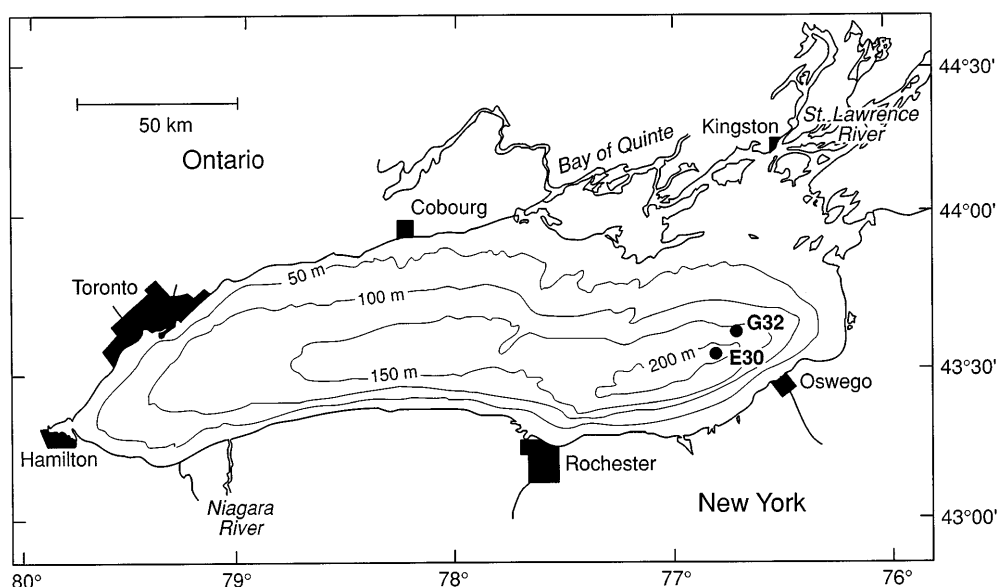 44°30'
50 km
Kingston
St. Lawrence
River
Ontario
Bay of Quinte
Cobourg
44°00'
50 m
Toronto
100 m
G32
200 m
E30
43°30'
150 m
Oswego
Hamilton
Rochester
Niagara
River
New York
43°00'
80°
79°
78°
77°
76°